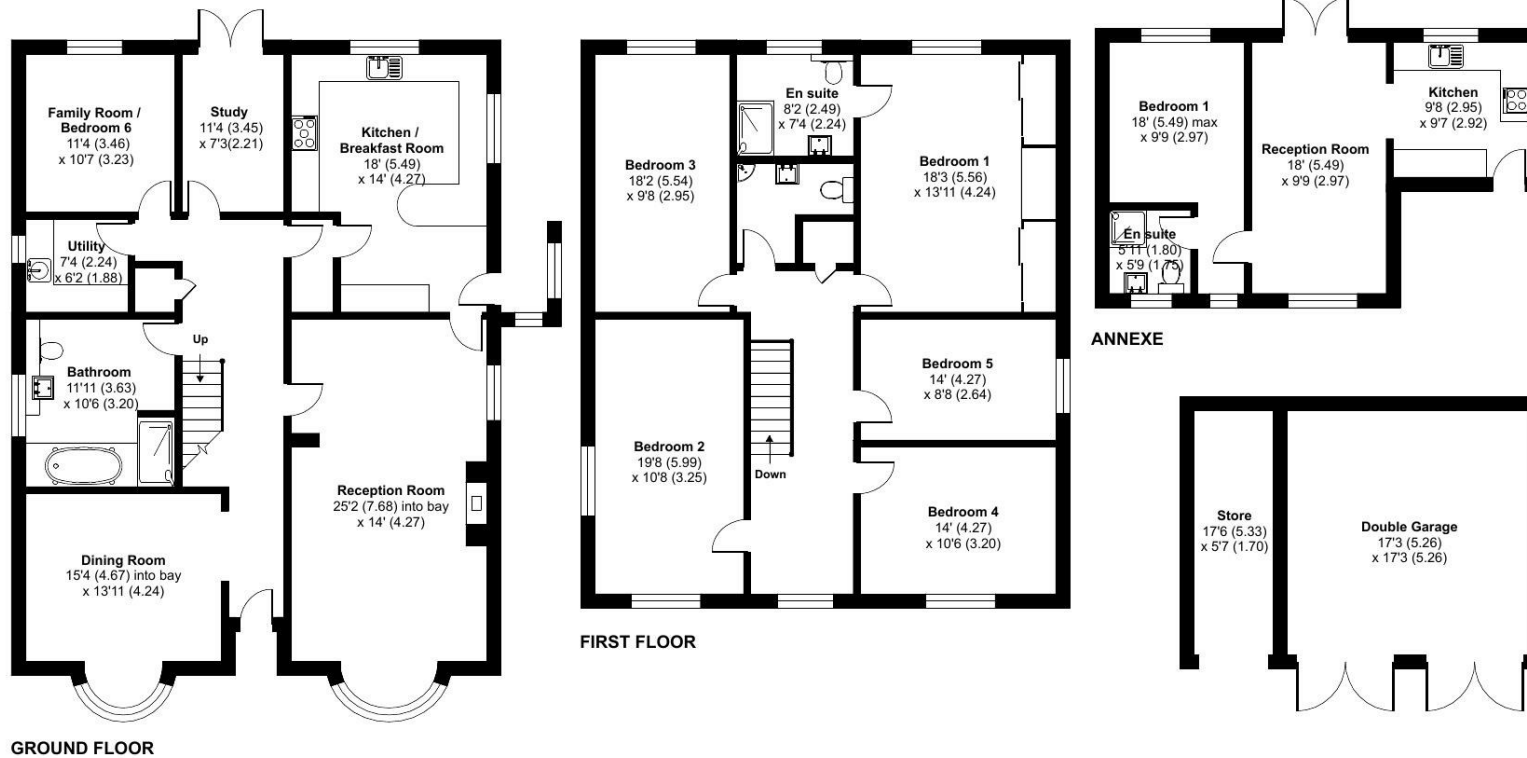 Family Room /
Bedroom 6
11'4 (3.46)
x 10'7 (3.23)
Study
11'4 (3.45)
x 7'3(2.21)
Kitchen /
Breakfast Room
18' (5.49)
x 14' (4.27)
Utility
7'4 (2.24)
x 6'2 (1.88)
Up
Bathroom
11'11 (3.63)
x 10'6 (3.20)
Reception Room
25'2 (7.68) into bay
x 14' (4.27)
Dining Room
15'4 (4.67) into bay
x 13'11 (4.24)
GROUND FLOOR
En suite
8'2 (2.49)
x 7'4 (2.24)
Bedroom 3
18'2 (5.54)
x 9'8 (2.95)
Bedroom 1
18'3 (5.56)
x 13'11 (4.24)
Bedroom 5
14' (4.27)
x 8'8 (2.64)
Bedroom 2
19'8 (5.99)
x 10'8 (3.25)
Down
Bedroom 4
14' (4.27)
x 10'6 (3.20)
FIRST FLOOR
Bedroom 1
18' (5.49) max
x 9'9 (2.97)
Reception Room
18' (5.49)
x 9'9 (2.97)
Kitchen
9'8 (2.95)
x 9'7 (2.92)
En suite
5'11 (1.80)
x 5'9 (1.75)
ANNEXE
Store
17'6 (5.33)
x 5'7 (1.70)
Double Garage
17'3 (5.26)
x 17'3 (5.26)